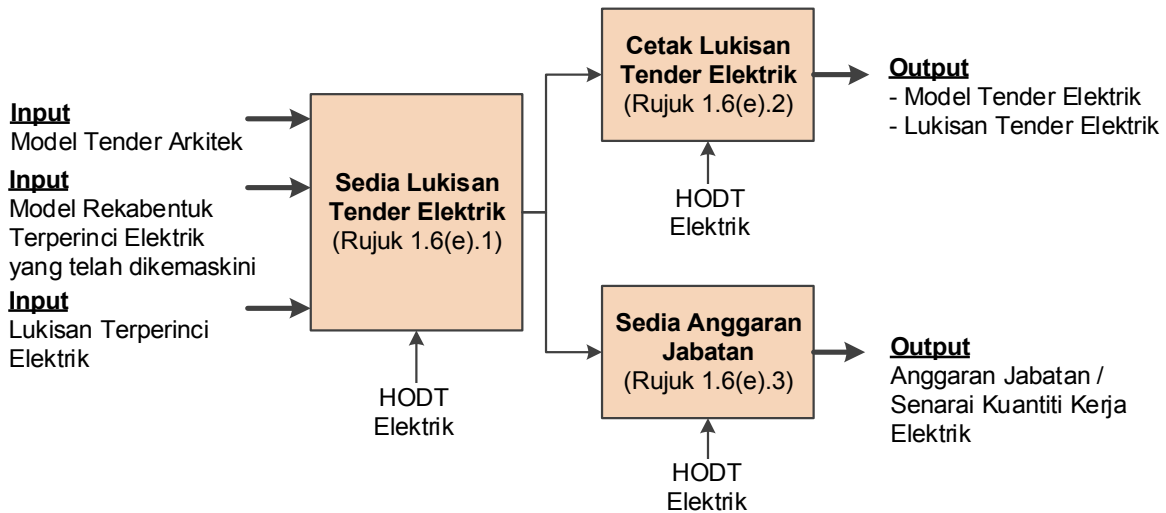 Input
Model Tender Arkitek
Input
Model Rekabentuk
Terperinci Elektrik
yang telah dikemaskini
Input
Lukisan Terperinci
Elektrik
Sedia Lukisan
Tender Elektrik
(Rujuk 1.6(e).1)
HODT
Elektrik
Cetak Lukisan
Tender Elektrik
(Rujuk 1.6(e).2)
HODT
Elektrik
Output
- Model Tender Elektrik
- Lukisan Tender Elektrik
Sedia Anggaran
Jabatan
(Rujuk 1.6(e).3)
HODT
Elektrik
Output
Anggaran Jabatan /
Senarai Kuantiti Kerja
Elektrik